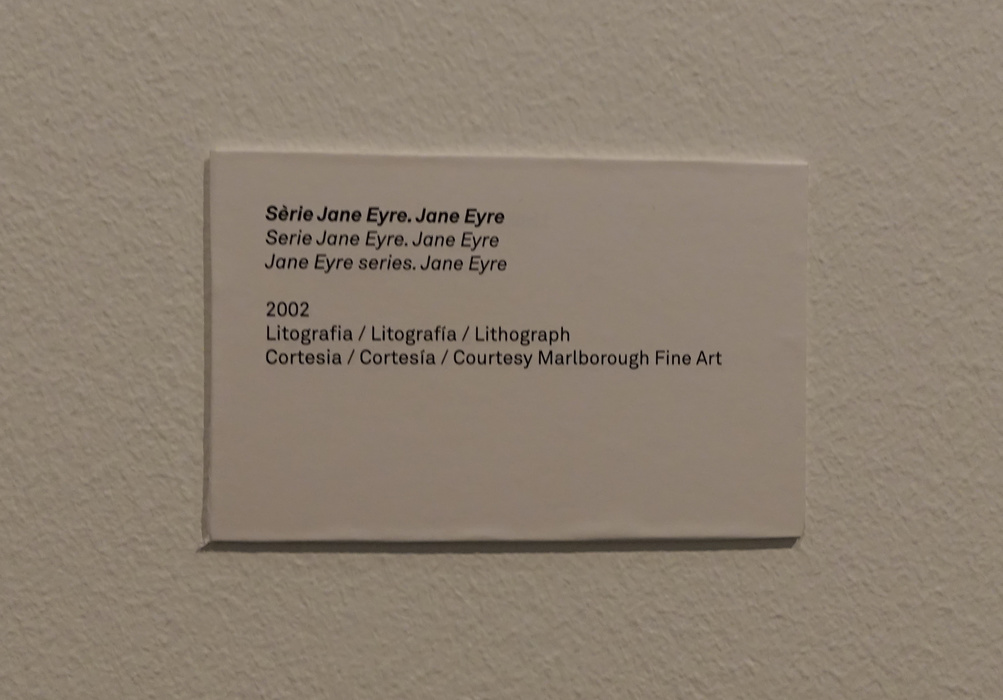 Sèrie Jane Eyre. Jane Eyre
Serie Jane Eyre. Jane Eyre
Jane Eyre series. Jane Eyre
2002
Litografia / Litografía / Lithograph
Cortesia / Cortesía / Courtesy Marlborough Fine Art